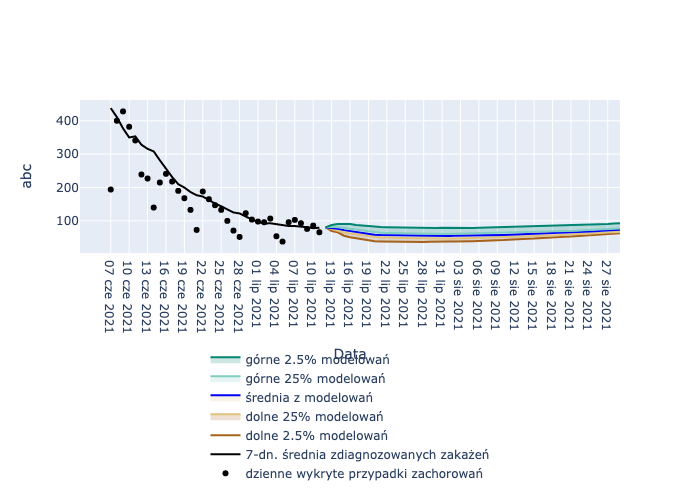 400
300
200
100
abc
07 cze 2021
10 cze 2021
13 cze 2021
16 cze 2021
19 cze 2021
22 cze 2021
25 cze 2021
28 cze 2021
01 lip 2021
04 lip 2021
07 lip 2021
10 lip 2021
13 lip 2021
16 lip 2021
19 lip 2021
22 lip 2021
25 lip 2021
28 lip 2021
31 lip 2021
03 sie 2021
06 sie 2021
09 sie 2021
12 sie 2021
15 sie 2021
18 sie 2021
21 sie 2021
24 sie 2021
27 sie 2021
Data
górne 2.5% modelowań
górne 25% modelowań
średnia z modelowań
dolne 25% modelowań
dolne 2.5% modelowań
7-dn. średnia zdiagnozowanych zakażeń
dzienne wykryte przypadki zachorowań